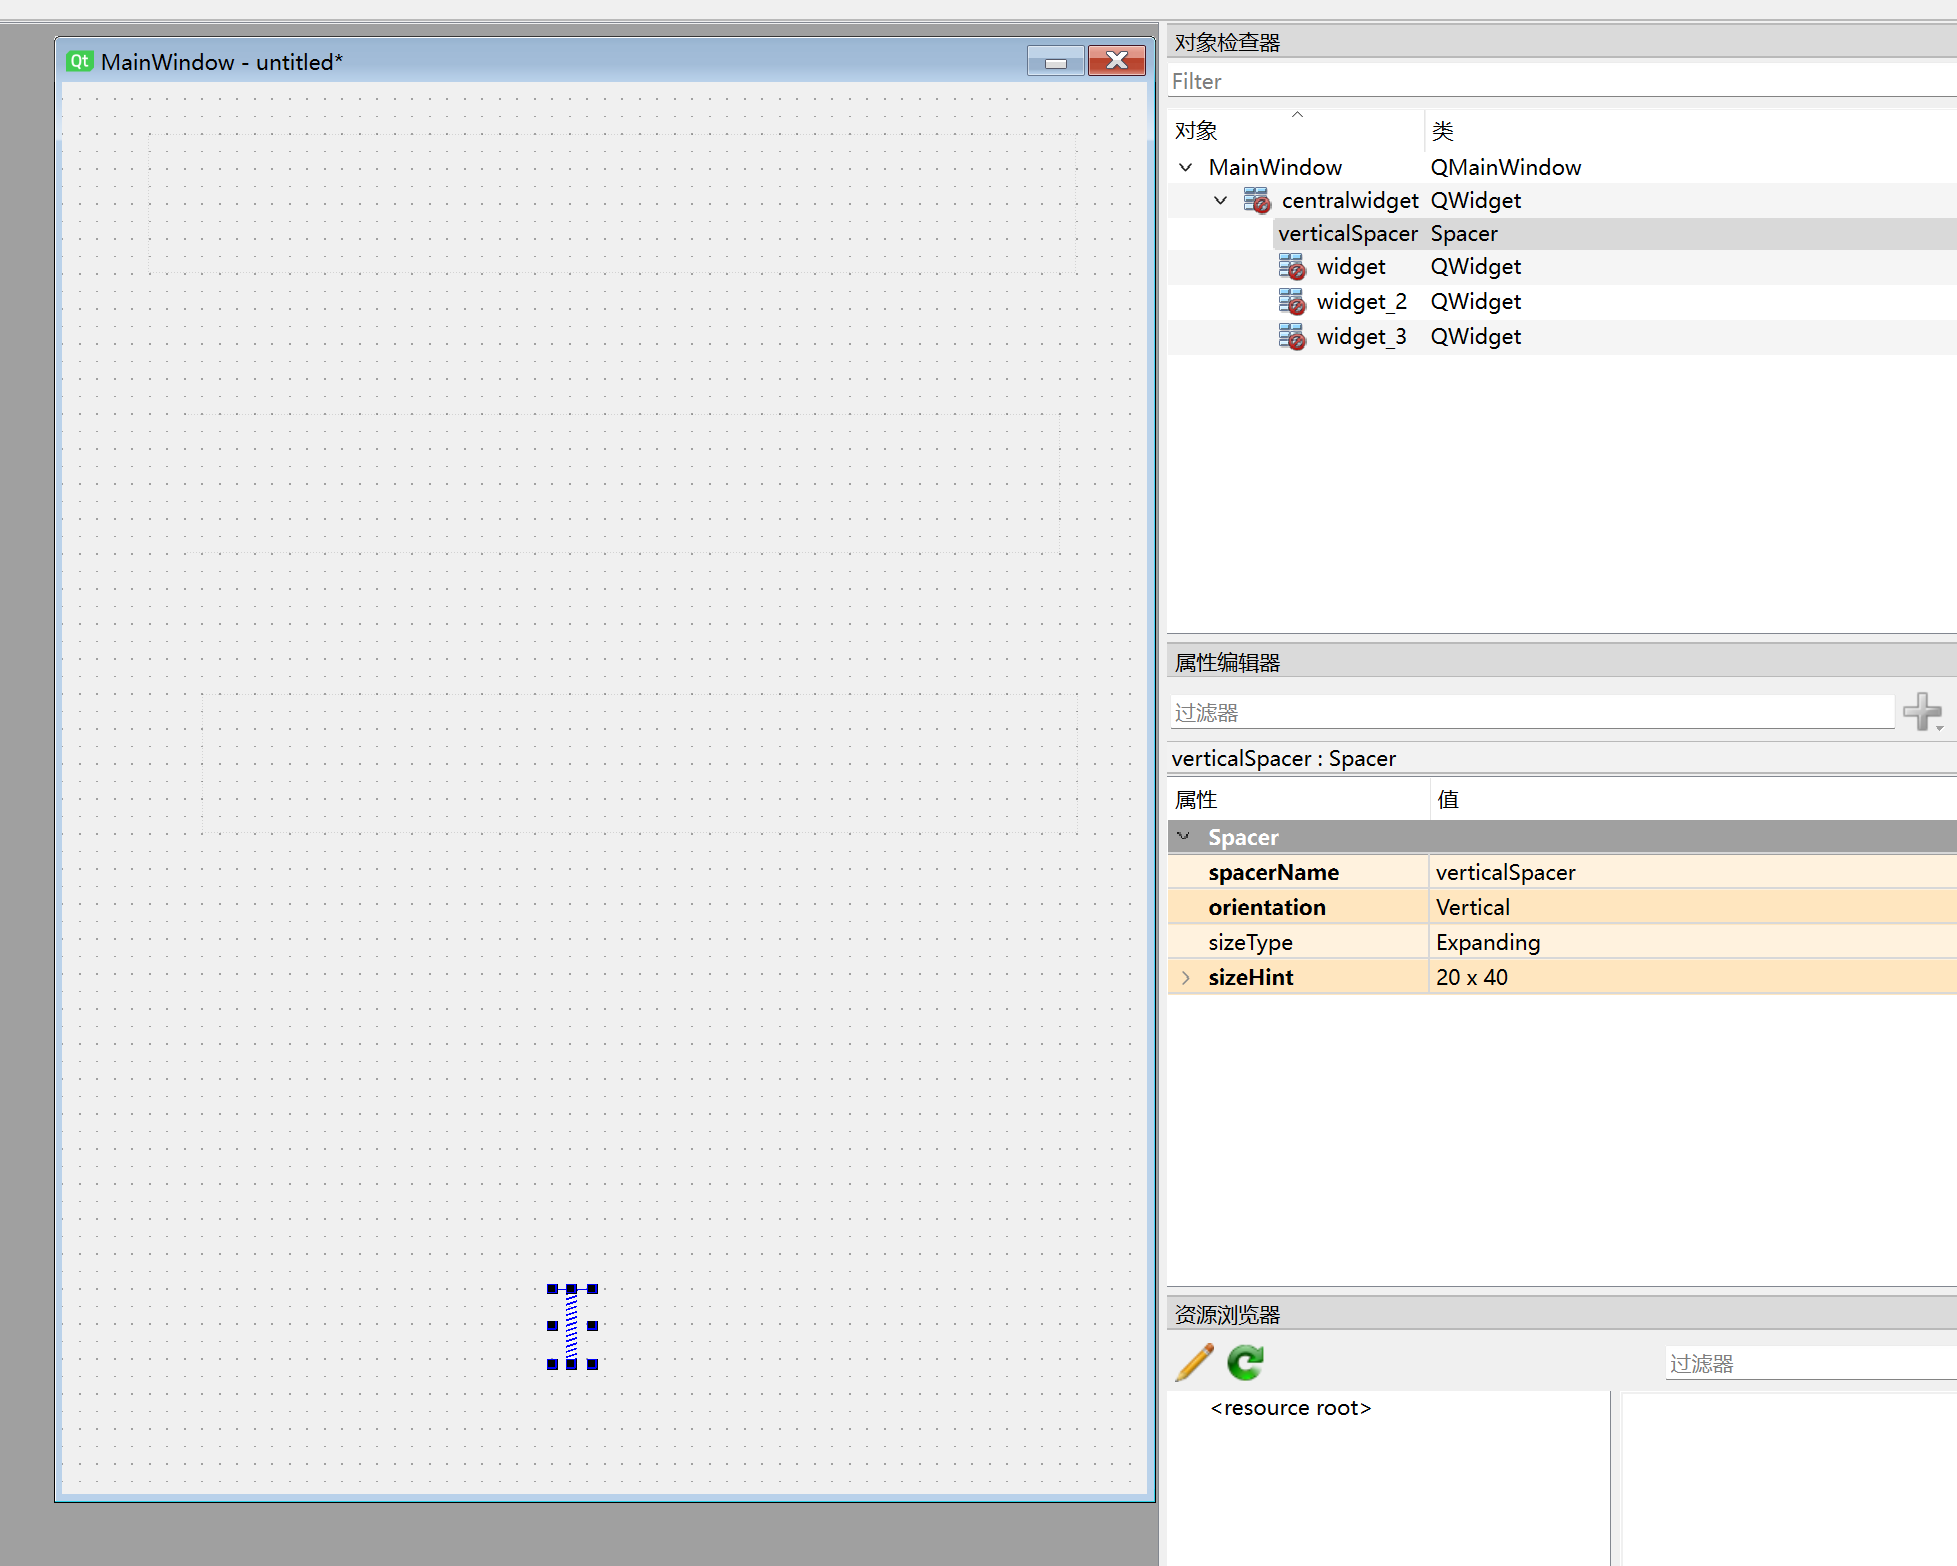 MainWindow - untitled*
对象检查器
Filter
对象 类
MainWindow QMainWindow
centralwidget QWidget
verticalSpacer Spacer
widget QWidget
widget_2 QWidget
widget_3 QWidget
属性编辑器
过滤器
verticalSpacer : Spacer
属性 值
Spacer
spacerName verticalSpacer
orientation Vertical
sizeType Expanding
sizeHint 20 x 40
资源浏览器
过滤器
<resource root>